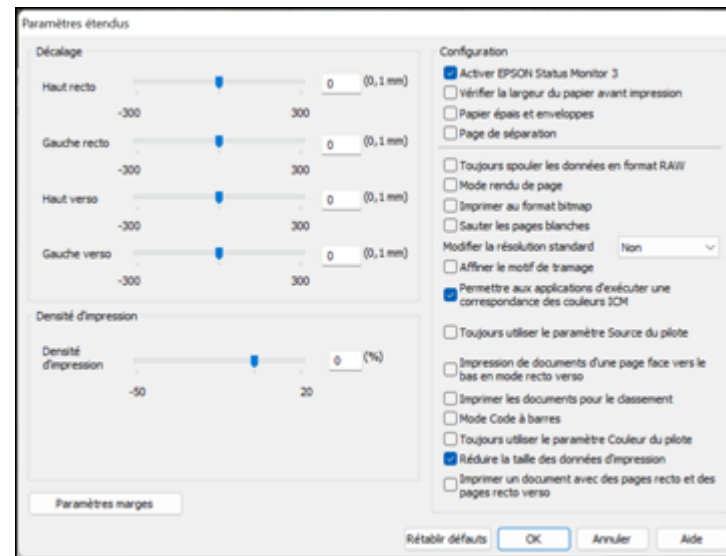 Paramètres étendus
Décalage
Haut recto
0 (0,1 mm)
-300 300
Gauche recto
0 (0,1 mm)
-300 300
Haut verso
0 (0,1 mm)
-300 300
Gauche verso
0 (0,1 mm)
-300 300
Densité d'impression
Densité
d'impression
0 (%)
-50 20
Paramètres marges
Configuration
Activer EPSON Status Monitor 3
Vérifier la largeur du papier avant impression
Papier épais et enveloppes
Page de séparation
Toujours spouler les données en format RAW
Mode rendu de page
Imprimer au format bitmap
Sauter les pages blanches
Modifier la résolution standard Non
Affiner le motif de tramage
Permettre aux applications d'exécuter une
correspondance des couleurs ICM
Toujours utiliser le paramètre Source du pilote
Impression de documents d'une page face vers le
bas en mode recto verso
Imprimer les documents pour le classement
Mode Code à barres
Toujours utiliser le paramètre Couleur du pilote
Réduire la taille des données d'impression
Imprimer un document avec des pages recto et des
pages recto verso
Rétablir défauts OK Annuler Aide